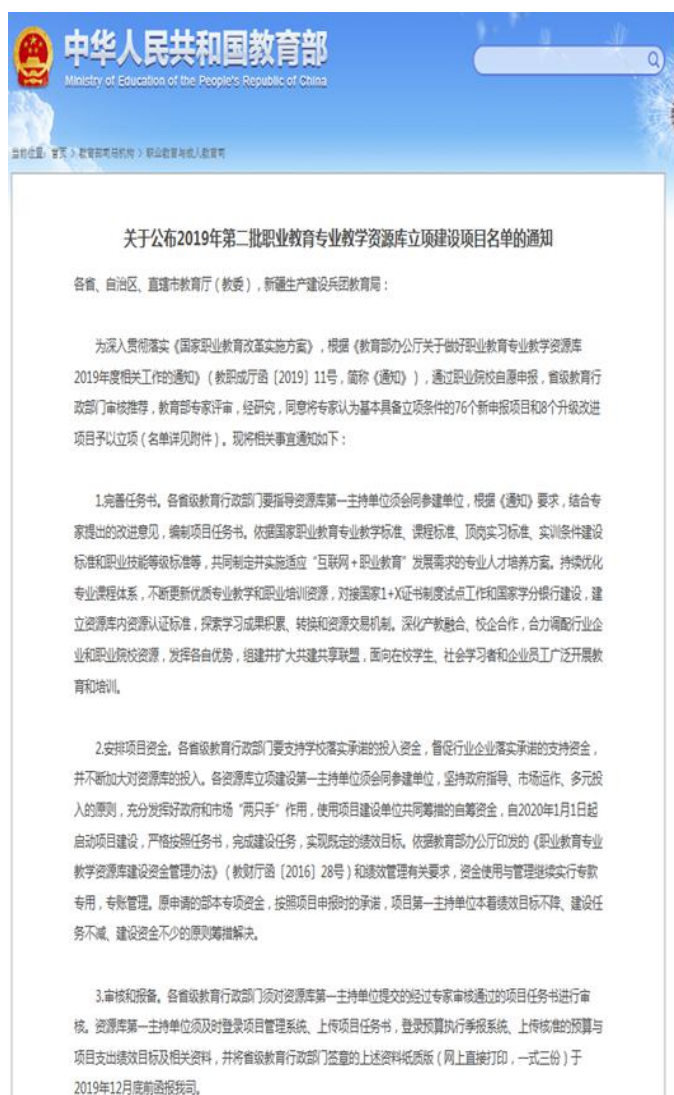 中华人民共和国教育部
Ministry of Education of the People's Republic of China
当前位置：首页 > 教育部司局机构 > 职业教育与成人教育司
关于公布2019年第二批职业教育专业教学资源库立项建设项目名单的通知
各省、自治区、直辖市教育厅（教委），新疆生产建设兵团教育局：
为深入贯彻落实《国家职业教育改革实施方案》，根据《教育部办公厅关于做好职业教育专业教学资源库
2019年度相关工作的通知》（教职成厅函〔2019〕11号，简称《通知》），通过职业院校自愿申报，省级教育行
政部门审核推荐，教育部专家评审，经研究，同意将专家认为基本具备立项条件的76个新申报项目和8个升级改进
项目予以立项（名单详见附件）。现将相关事宜通知如下：
1.完善任务书。各省级教育行政部门要指导资源库第一主持单位须会同参建单位，根据《通知》要求，结合专
家提出的改进意见，编制项目任务书。依据国家职业教育专业教学标准、课程标准、顶岗实习标准、实训条件建设
标准和职业技能等级标准等，共同制定并实施适应“互联网+职业教育”发展需求的专业人才培养方案。持续优化
专业课程体系，不断更新优质专业教学和职业培训资源，对接国家1+X证书制度试点工作和国家学分银行建设，建
立资源库内资源认证标准，探索学习成果积累、转换和资源交易机制。深化产教融合、校企合作，合力调配行业企
业和职业院校资源，发挥各自优势，组建并扩大共建共享联盟，面向在校学生、社会学习者和企业员工广泛开展教
育和培训。
2.安排项目资金。各省级教育行政部门要支持学校落实承诺的投入资金，督促行业企业落实承诺的支持资金，
并不断加大对资源库的投入。各资源库立项建设第一主持单位须会同参建单位，坚持政府指导、市场运作、多元投
入的原则，充分发挥好政府和市场“两只手”作用，使用项目建设单位共同筹措的自筹资金，自2020年1月1日起
启动项目建设，严格按照任务书，完成建设任务，实现既定的绩效目标。依据教育部办公厅印发的《职业教育专业
教学资源库建设资金管理办法》（教财厅函〔2016〕28号）和绩效管理有关要求，资金使用与管理继续实行专款
专用，专账管理。原申请的部本专项资金，按照项目申报时的承诺，项目第一主持单位本着绩效目标不降、建设任
务不减、建设资金不少的原则筹措解决。
3.审核和报备。各省级教育行政部门须对资源库第一主持单位提交的经过专家审核通过的项目任务书进行审
核。资源库第一主持单位须及时登录项目管理系统、上传项目任务书，登录预算执行季报系统、上传核准的预算与
项目支出绩效目标及相关资料，并将省级教育行政部门签章的上述资料纸质版（网上直接打印，一式三份）于
2019年12月底前函报我司。